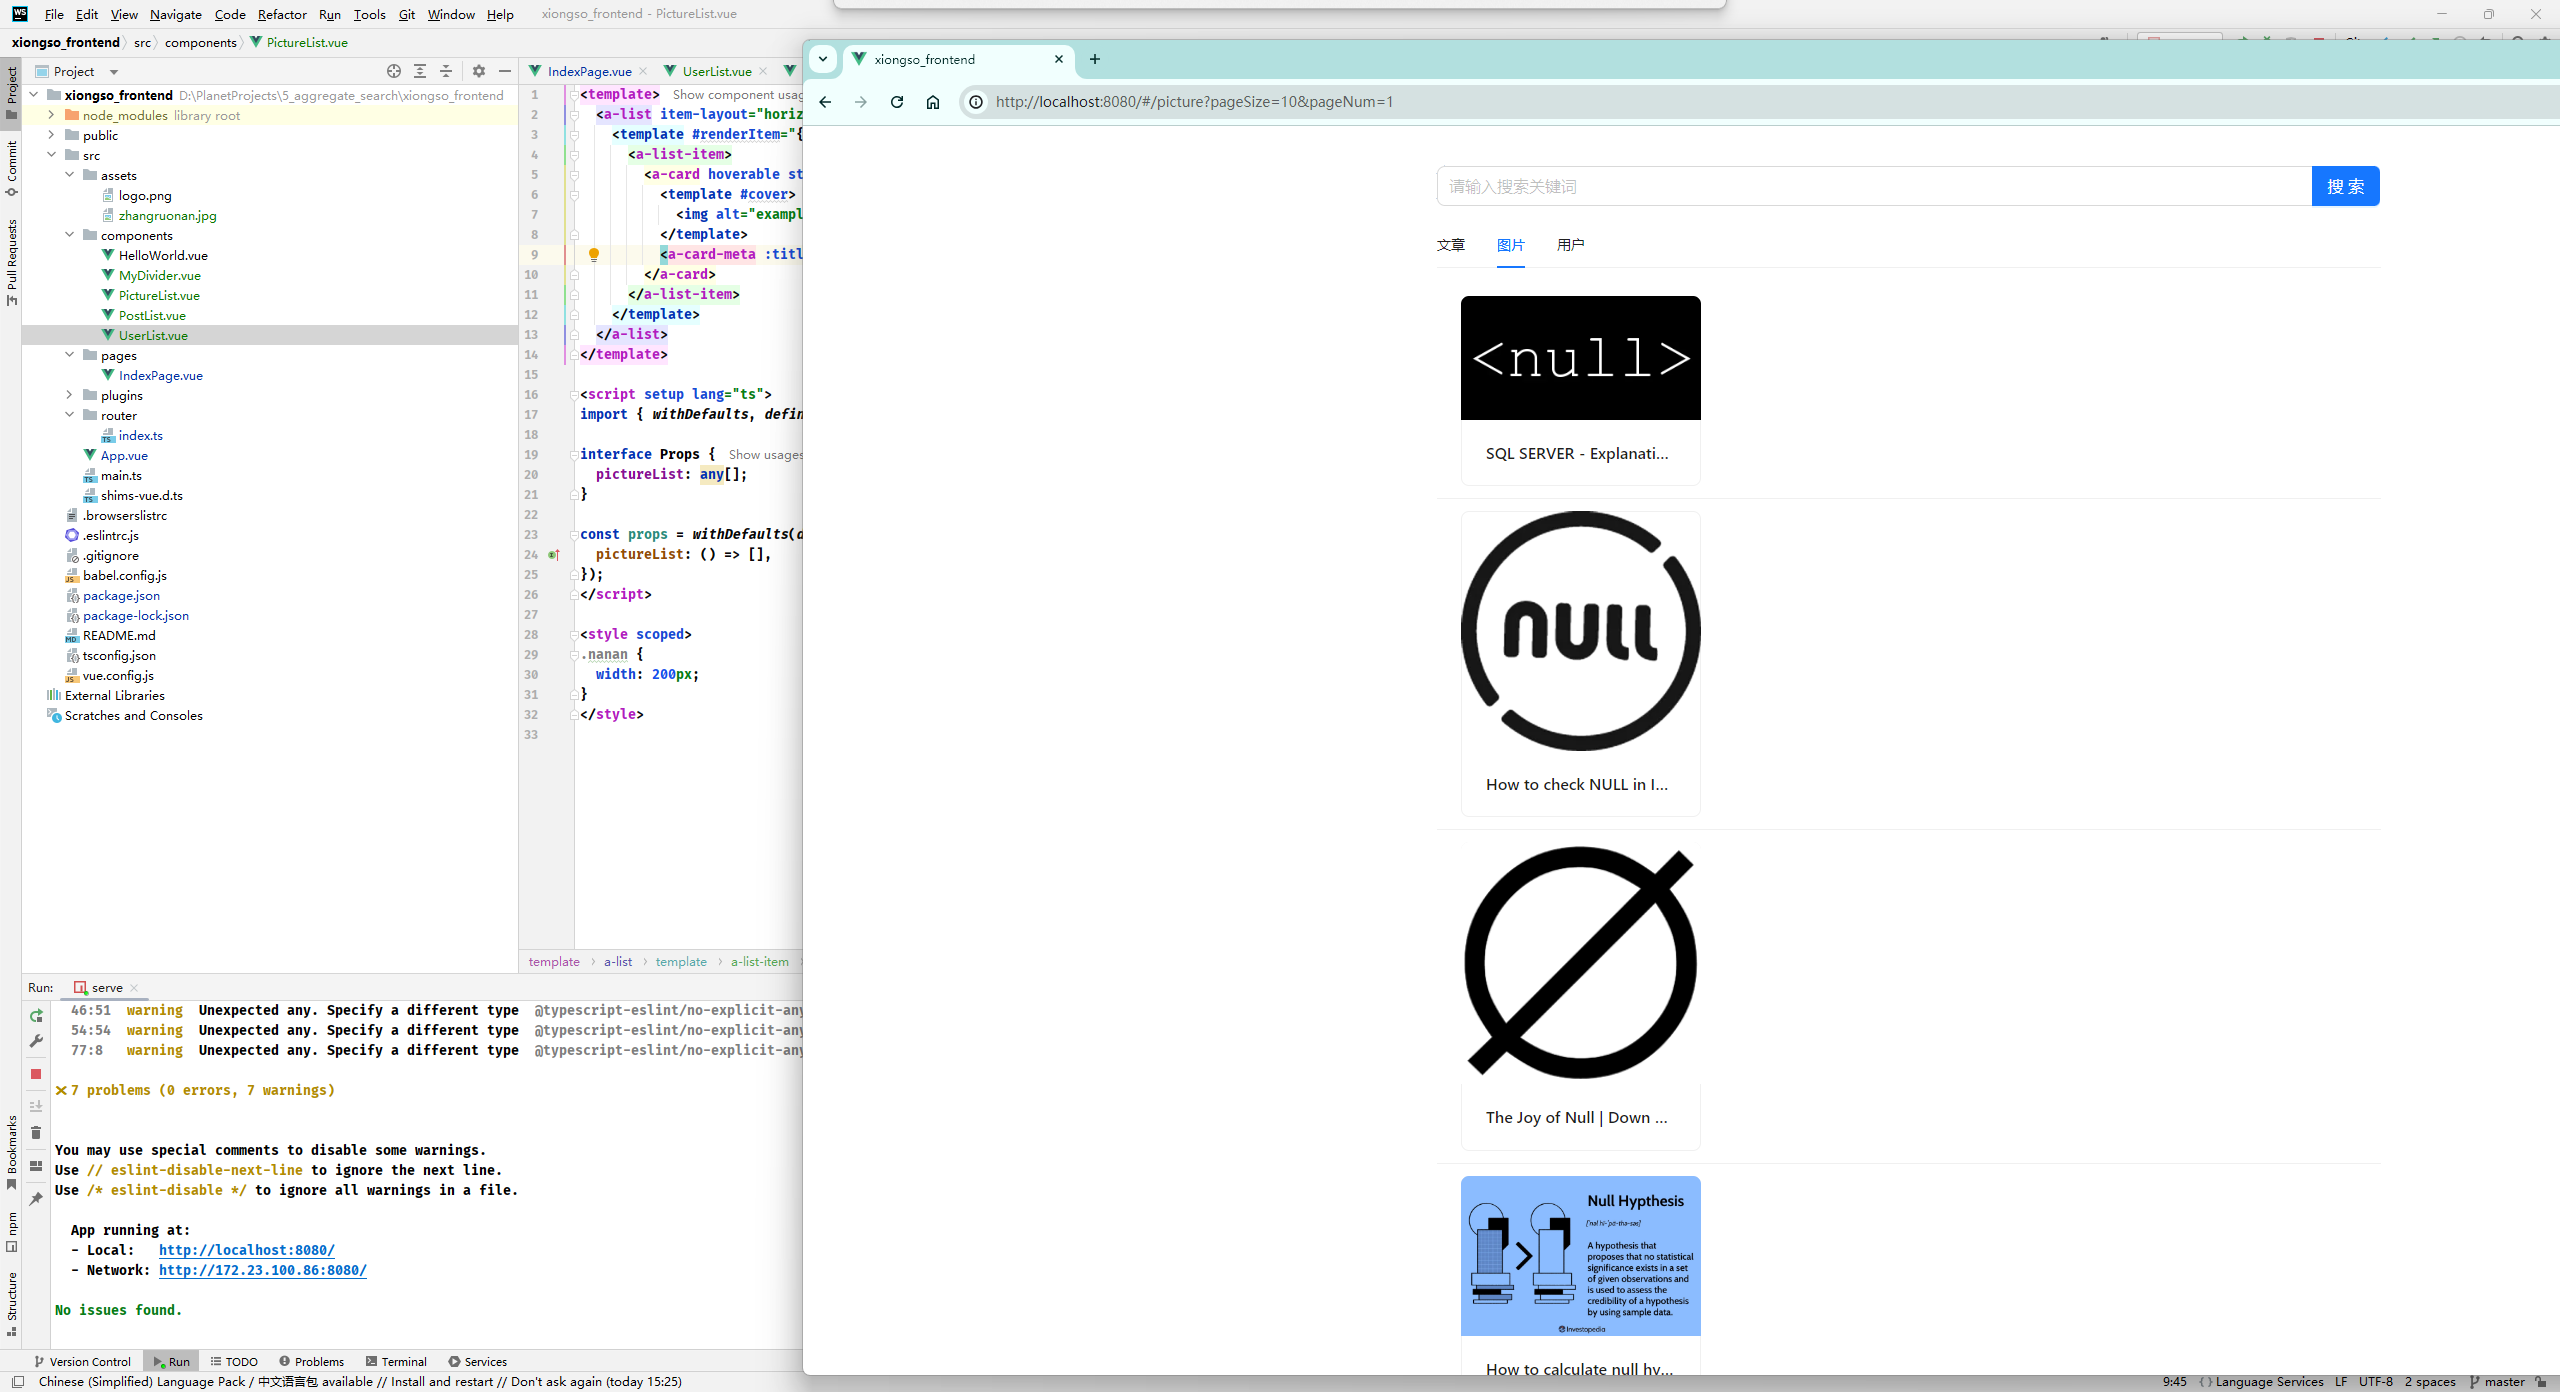 File Edit View Navigate Code Refactor Run Tools Git Window Help xiongso_frontend - PictureList.vue
xiongso_frontend src components PictureList.vue
Project
xiongso_frontend D:\PlanetProjects\5_aggregate_search\xiongso_frontend
node_modules library root
public
src
assets
logo.png
zhangruonan.jpg
components
HelloWorld.vue
MyDivider.vue
PictureList.vue
PostList.vue
UserList.vue
pages
IndexPage.vue
plugins
router
index.ts
App.vue
main.ts
shims-vue.d.ts
.browserslistrc
.eslintrc.js
.gitignore
babel.config.js
package.json
package-lock.json
README.md
tsconfig.json
vue.config.js
External Libraries
Scratches and Consoles
Project
Commit
Pull Requests
Bookmarks
npm
Structure
IndexPage.vue UserList.vue
1 <template> Show component usag
2 <a-list item-layout="horiz
3 <template #renderItem="{
4 <a-list-item>
5 <a-card hoverable st
6 <template #cover>
7 <img alt="exampl
8 </template>
9 <a-card-meta :titl
10 </a-card>
11 </a-list-item>
12 </template>
13 </a-list>
14 </template>
15
16 <script setup lang="ts">
17 import { withDefaults, defin
18
19 interface Props { Show usages
20 pictureList: any[];
21 }
22
23 const props = withDefaults(d
24 pictureList: () => [],
25 });
26 </script>
27
28 <style scoped>
29 .nanan {
30 width: 200px;
31 }
32 </style>
33
template a-list template a-list-item
Run: serve
46:51 warning Unexpected any. Specify a different type @typescript-eslint/no-explicit-any
54:54 warning Unexpected any. Specify a different type @typescript-eslint/no-explicit-any
77:8 warning Unexpected any. Specify a different type @typescript-eslint/no-explicit-any
✕ 7 problems (0 errors, 7 warnings)
You may use special comments to disable some warnings.
Use // eslint-disable-next-line to ignore the next line.
Use /* eslint-disable */ to ignore all warnings in a file.
App running at:
- Local: http://localhost:8080/
- Network: http://172.23.100.86:8080/
No issues found.
Version Control Run TODO Problems Terminal Services
Chinese (Simplified) Language Pack / 中文语言包 available // Install and restart // Don't ask again (today 15:25)
9:45 Language Services LF UTF-8 2 spaces master
xiongso_frontend
http://localhost:8080/#/picture?pageSize=10&pageNum=1
请输入搜索关键词 搜 索
文章 图片 用户
<null>
SQL SERVER - Explanati...
null
How to check NULL in I...
The Joy of Null | Down ...
Null Hypthesis
['nəl hī-'pä-thə-səs]
A hypothesis that
proposes that no statistical
significance exists in a set
of given observations and
is used to assess the
credibility of a hypothesis
by using sample data.
Investopedia
How to calculate null hy...